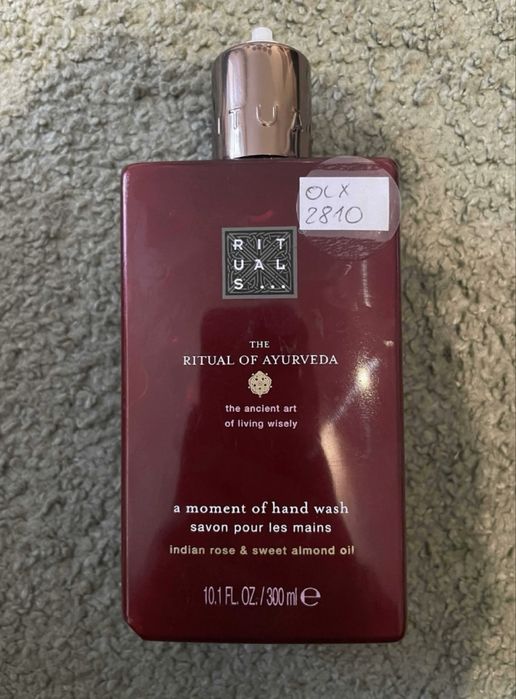 ITUA
OLX
2810
RIT
UAL
S...
THE
RITUAL OF AYURVEDA
the ancient art
of living wisely
a moment of hand wash
savon pour les mains
indian rose & sweet almond oil
10.1 FL. OZ. / 300 ml ℮